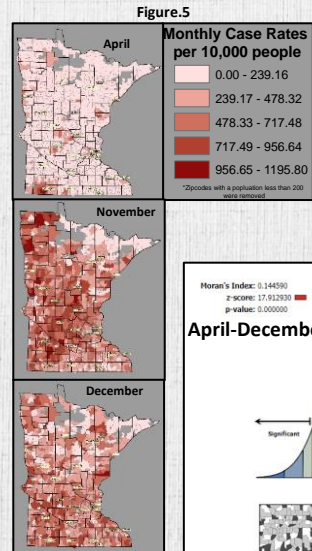 Figure.5
April
Monthly Case Rates
per 10,000 people
0.00 - 239.16
239.17 - 478.32
478.33 - 717.48
717.49 - 956.64
956.65 - 1195.80
*Zipcodes with a popluation less than 200
were removed
November
December
Moran's Index: 0.144590
z-score: 17.912930
p-value: 0.000000
April-Decembe
Significant